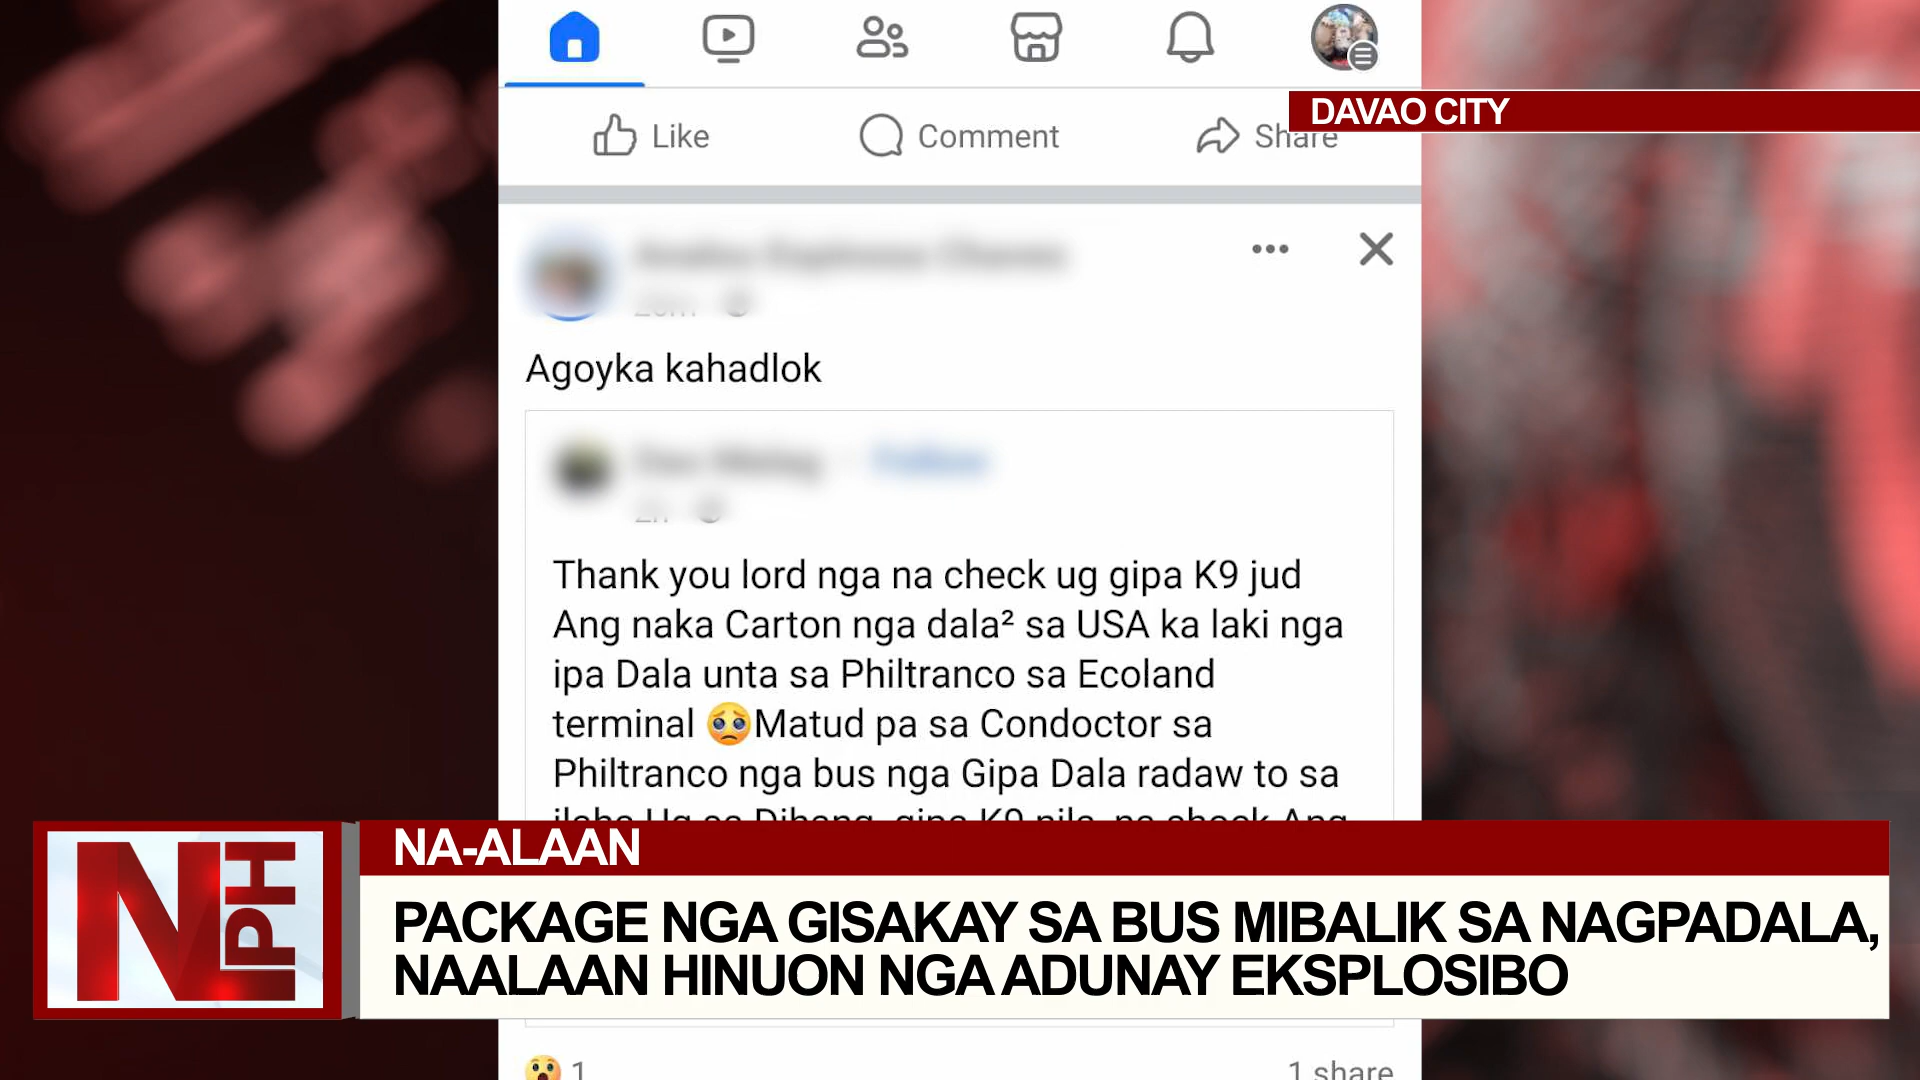 DAVAO CITY
Like
Comment
Share
Agoyka kahadlok
Thank you lord nga na check ug gipa K9 jud
Ang naka Carton nga dala² sa USA ka laki nga
ipa Dala unta sa Philtranco sa Ecoland
terminal 🥺Matud pa sa Condoctor sa
Philtranco nga bus nga Gipa Dala radaw to sa
NPH
NA-ALAAN
PACKAGE NGA GISAKAY SA BUS MIBALIK SA NAGPADALA,
NAALAAN HINUON NGA ADUNAY EKSPLOSIBO
1
1 share